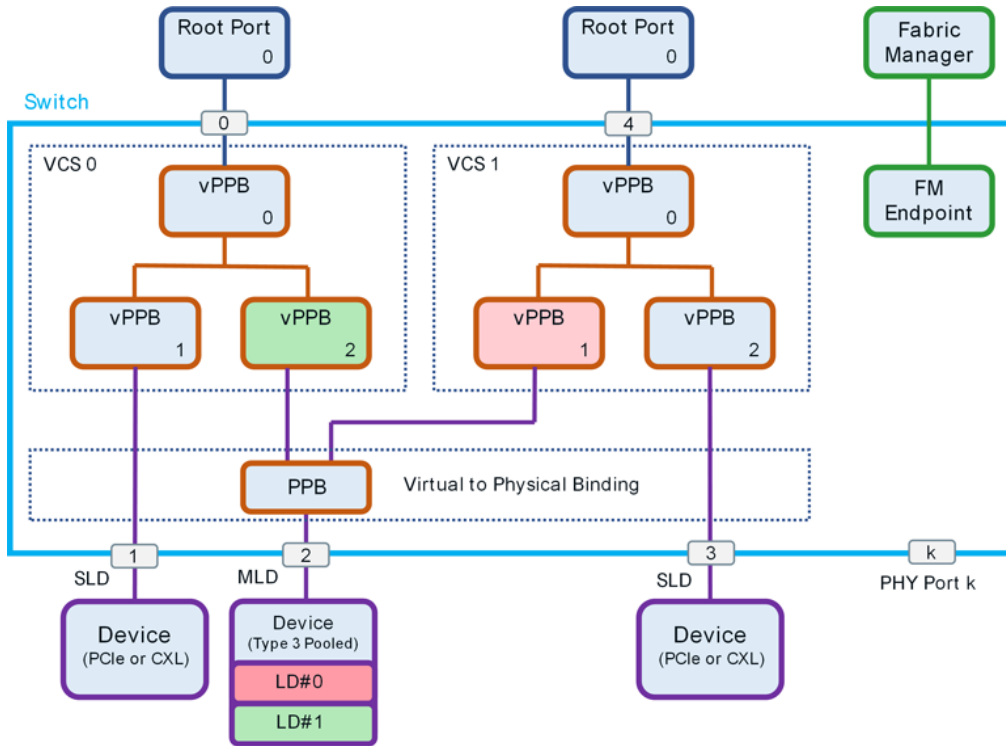 Root Port
0
Root Port
0
Fabric
Manager
Switch
0
4
VCS 0
vPPB
0
VCS 1
vPPB
0
FM
Endpoint
vPPB
1
vPPB
2
vPPB
1
vPPB
2
PPB
Virtual to Physical Binding
1
2
3
k
SLD
MLD
SLD
PHY Port k
Device
(PCIe or CXL)
Device
(Type 3 Pooled)
LD#0
LD#1
Device
(PCIe or CXL)